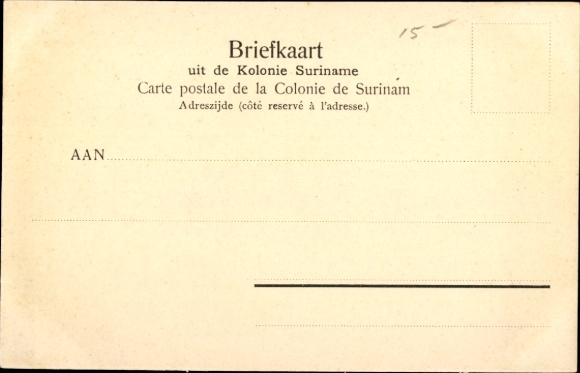 15-
Briefkaart
uit de Kolonie Suriname
Carte postale de la Colonie de Surinam
Adreszijde (côté reservé à l'adresse.)
AAN